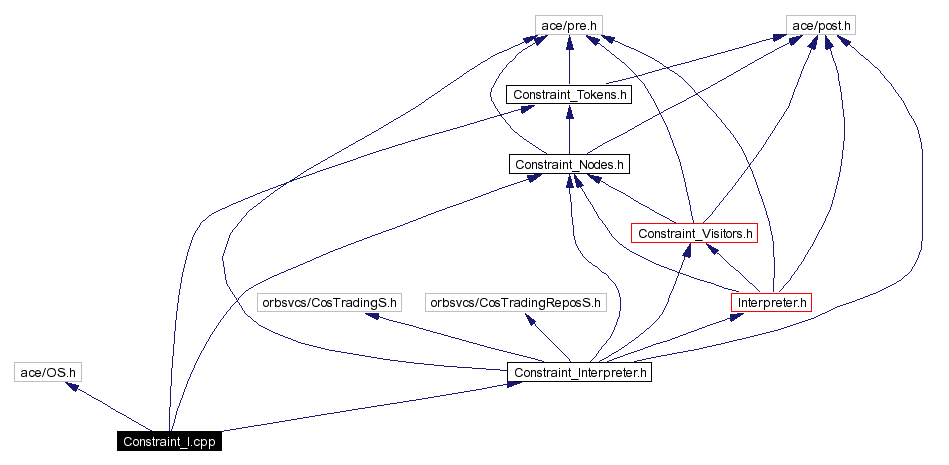 ace/pre.h
ace/post.h
Constraint_Tokens.h
Constraint_Nodes.h
Constraint_Visitors.h
orbsvcs/CosTradingS.h
orbsvcs/CosTradingReposS.h
Interpreter.h
ace/OS.h
Constraint_Interpreter.h
Constraint_l.cpp